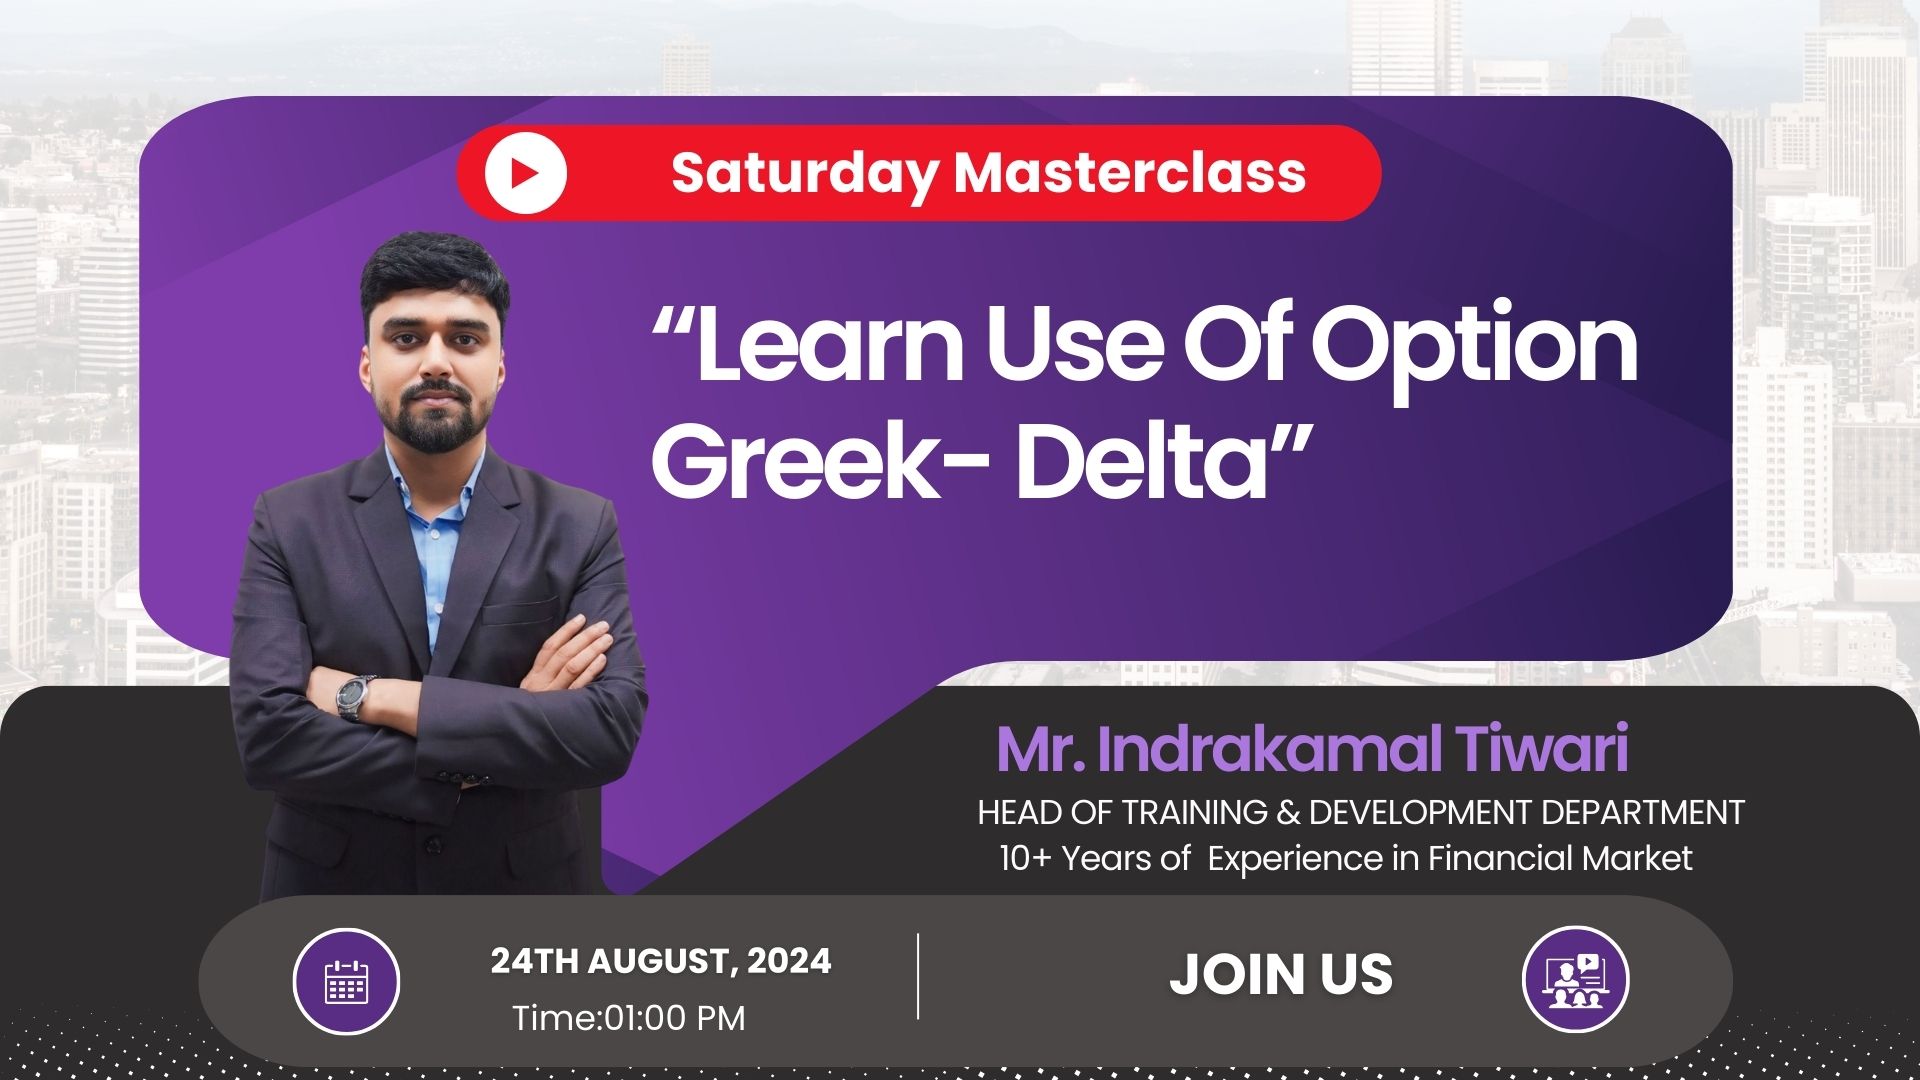 Saturday Masterclass
“Learn Use Of Option
Greek- Delta”
Mr. Indrakamal Tiwari
HEAD OF TRAINING & DEVELOPMENT DEPARTMENT
10+ Years of Experience in Financial Market
24TH AUGUST, 2024
Time:01:00 PM
JOIN US